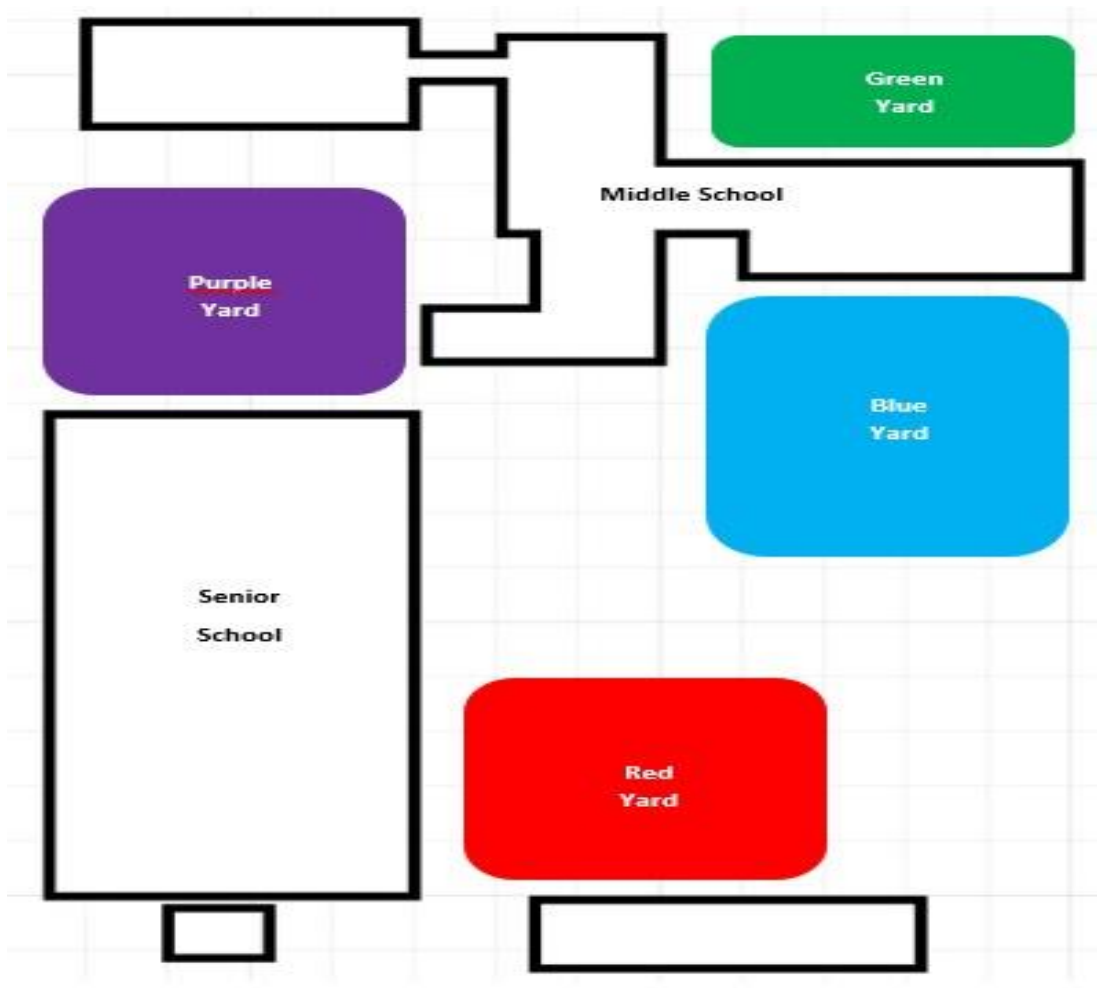 Green
Yard
Middle School
Purple
Yard
Blue
Yard
Senior
School
Red
Yard